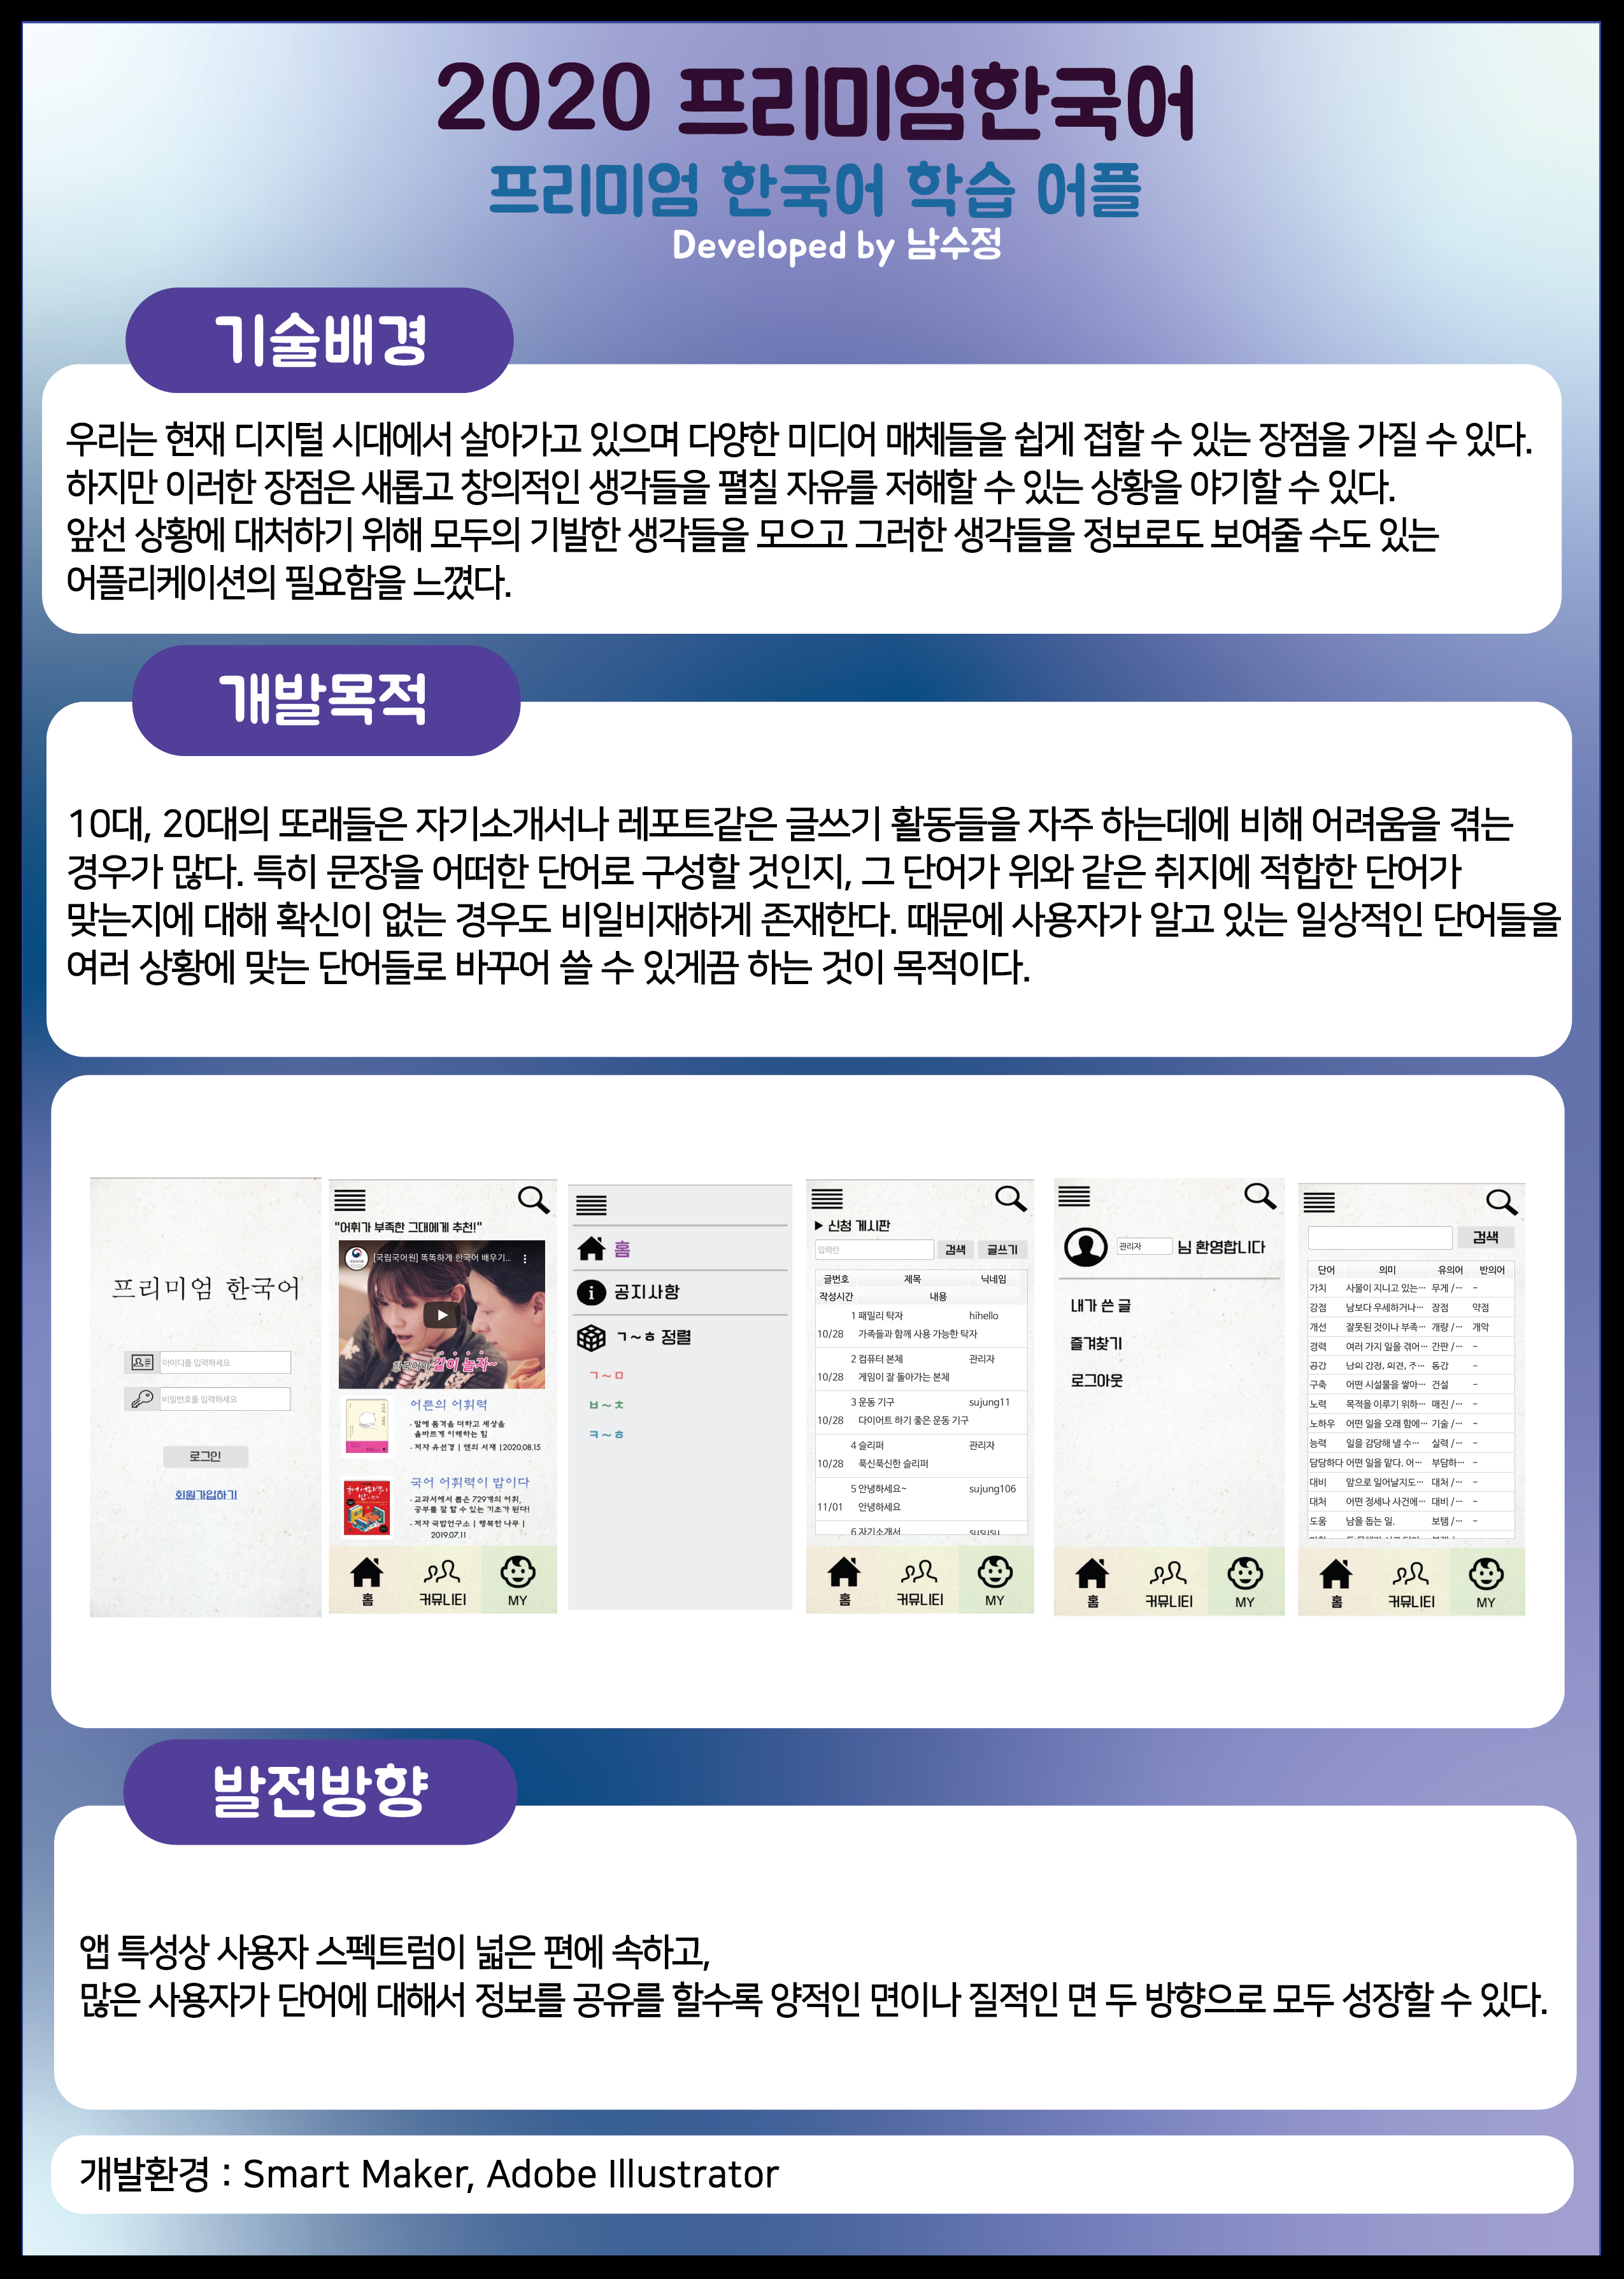 2020 프리미엄한국어
프리미엄 한국어 학습 어플
Developed by 남수정
기술배경
우리는 현재 디지털 시대에서 살아가고 있으며 다양한 미디어 매체들을 쉽게 접할 수 있는 장점을 가질 수 있다.
하지만 이러한 장점은 새롭고 창의적인 생각들을 펼칠 자유를 저해할 수 있는 상황을 야기할 수 있다.
앞선 상황에 대처하기 위해 모두의 기발한 생각들을 모으고 그러한 생각들을 정보로도 보여줄 수도 있는
어플리케이션의 필요함을 느꼈다.
개발목적
10대, 20대의 또래들은 자기소개서나 레포트같은 글쓰기 활동들을 자주 하는데에 비해 어려움을 겪는
경우가 많다. 특히 문장을 어떠한 단어로 구성할 것인지, 그 단어가 위와 같은 취지에 적합한 단어가
맞는지에 대해 확신이 없는 경우도 비일비재하게 존재한다. 때문에 사용자가 알고 있는 일상적인 단어들을
여러 상황에 맞는 단어들로 바꾸어 쓸 수 있게끔 하는 것이 목적이다.
프리미엄 한국어
아이디를 입력하세요
비밀번호를 입력하세요
로그인
회원가입하기
"어휘가 부족한 그대에게 추천!"
[국립국어원] 똑똑하게 한국어 배우기...
한국어야 같이 놀자~
어른의 어휘력
· 말에 품격을 더하고 세상을
올바르게 이해하는 힘
· 저자 유선경 | 앤의 서재 | 2020.08.15
국어 어휘력이 밥이다
· 교과서에서 뽑은 729개의 어휘,
공부를 잘 할 수 있는 기초가 된다!
· 저자 국밥연구소 | 행복한 나무 |
2019.07.11
홈 커뮤니티 MY
홈
공지사항
ㄱ~ㅎ 정렬
ㄱ~ㅁ
ㅂ~ㅊ
ㅋ~ㅎ
▶ 신청 게시판
입력란 검색 글쓰기
글번호 제목 닉네임
작성시간 내용
1 패밀리 탁자 hihello
10/28 가족들과 함께 사용 가능한 탁자
2 컴퓨터 본체 관리자
10/28 게임이 잘 돌아가는 본체
3 운동 기구 sujung11
10/28 다이어트 하기 좋은 운동 기구
4 슬리퍼 관리자
10/28 푹신푹신한 슬리퍼
5 안녕하세요~ sujung106
11/01 안녕하세요
6 자기소개서 sususu
홈 커뮤니티 MY
관리자 님 환영합니다
내가 쓴 글
즐겨찾기
로그아웃
홈 커뮤니티 MY
검색
단어 의미 유의어 반의어
가치 사물이 지니고 있는··· 무게 /··· -
강점 남보다 우세하거나··· 장점 약점
개선 잘못된 것이나 부족··· 개량 /··· 개악
경력 여러 가지 일을 겪어··· 간판 /··· -
공감 남의 감정, 의견, 주··· 동감 -
구축 어떤 시설물을 쌓아··· 건설 -
노력 목적을 이루기 위하··· 매진 /··· -
노하우 어떤 일을 오래 함에··· 기술 /··· -
능력 일을 감당해 낼 수··· 실력 /··· -
담당하다 어떤 일을 맡다. 어··· 부담하··· -
대비 앞으로 일어날지도··· 대처 /··· -
대처 어떤 정세나 사건에··· 대비 /··· -
도움 남을 돕는 일. 보탬 /··· -
홈 커뮤니티 MY
발전방향
앱 특성상 사용자 스펙트럼이 넓은 편에 속하고,
많은 사용자가 단어에 대해서 정보를 공유를 할수록 양적인 면이나 질적인 면 두 방향으로 모두 성장할 수 있다.
개발환경 : Smart Maker, Adobe Illustrator